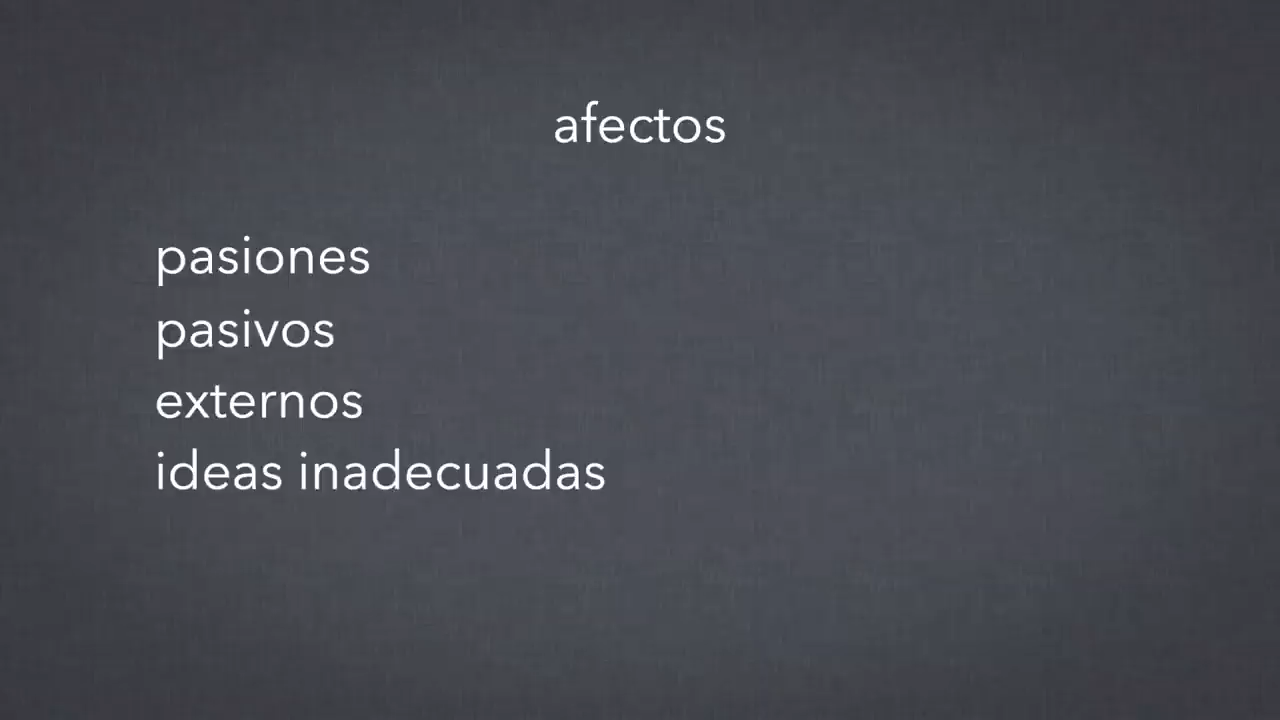 afectos
pasiones
pasivos
externos
ideas inadecuadas